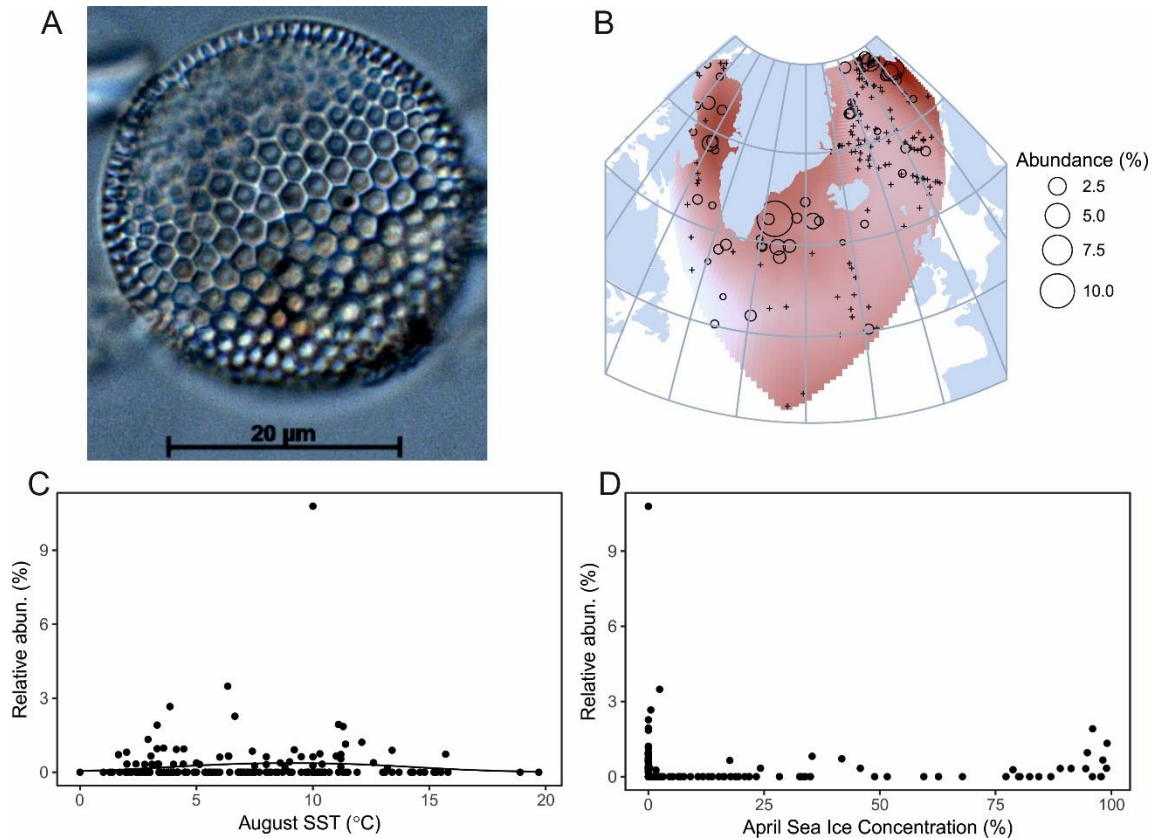 A
20 µm
B
Abundance (%)
2.5
5.0
7.5
10.0
C
Relative abun. (%)
9
6
3
0
0 5 10 15 20
August SST (°C)
D
Relative abun. (%)
9
6
3
0
0 25 50 75 100
April Sea Ice Concentration (%)